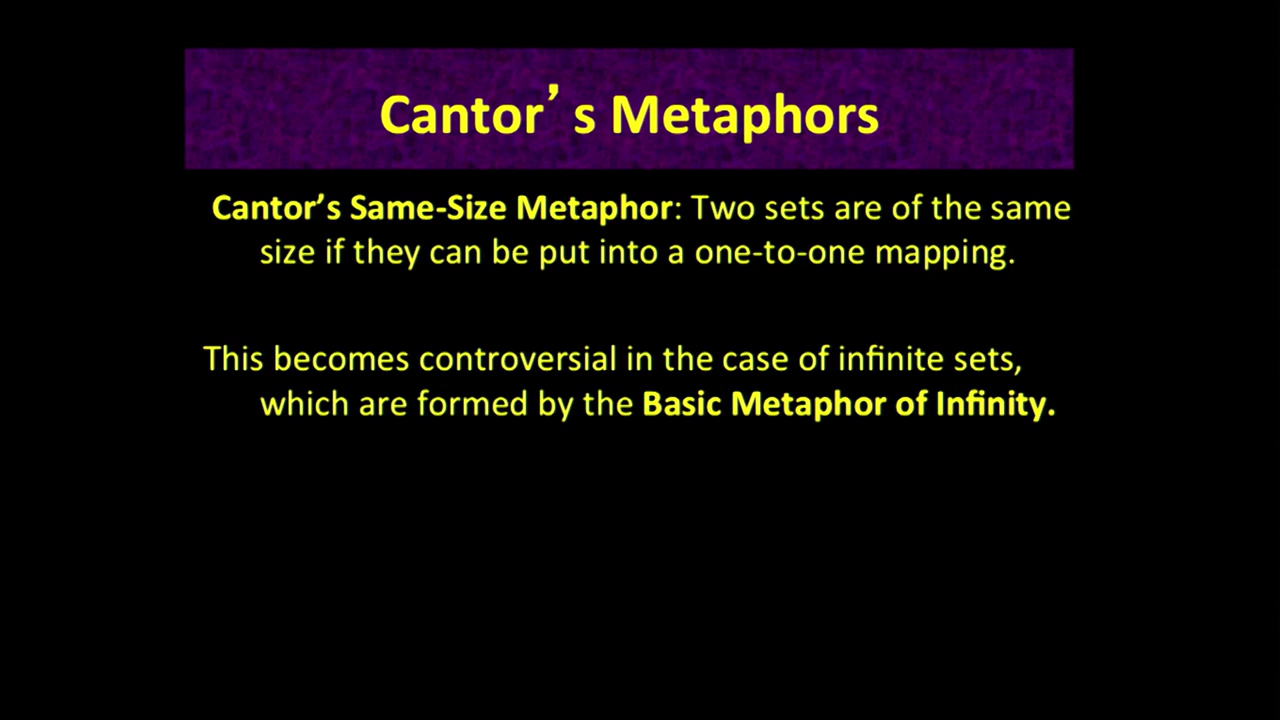 Cantor’ s Metaphors
Cantor’s Same-Size Metaphor: Two sets are of the same
size if they can be put into a one-to-one mapping.
This becomes controversial in the case of infinite sets,
which are formed by the Basic Metaphor of Infinity.